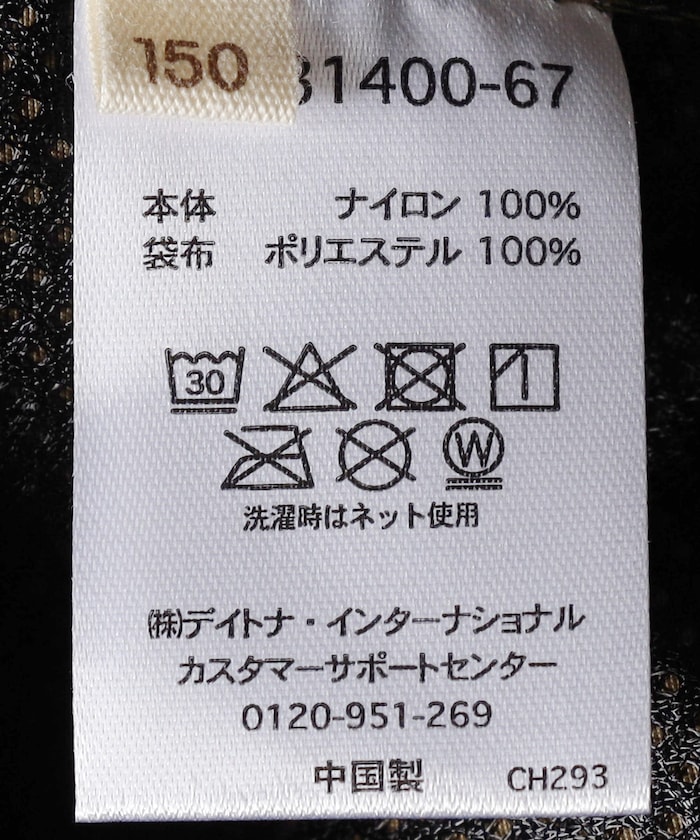 150
31400-67
本体 ナイロン 100%
袋布 ポリエステル 100%
30
W
洗濯時はネット使用
㈱デイトナ・インターナショナル
カスタマーサポートセンター
0120-951-269
中国製 CH293